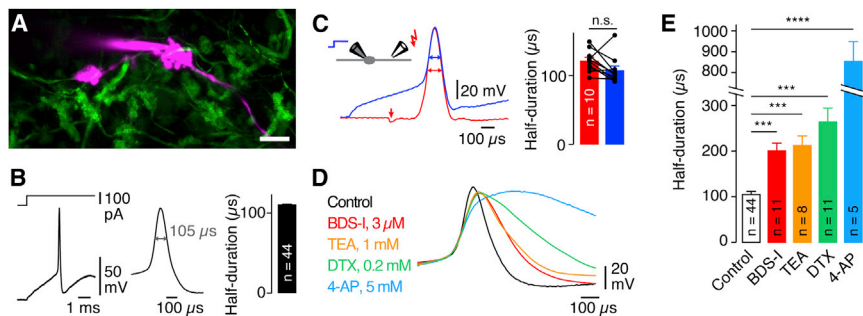 A
B
100
pA
50
mV
1 ms
105 µs
100 µs
Half-duration (µs)
100
0
n = 44
C
20 mV
100 µs
n.s.
Half-duration (µs)
100
0
n = 10
D
Control
BDS-I, 3 µM
TEA, 1 mM
DTX, 0.2 mM
4-AP, 5 mM
20
mV
100 µs
E
Half-duration (µs)
1000
900
800
300
200
100
0
****
***
***
***
n = 44
n = 11
n = 8
n = 11
n = 5
Control
BDS-I
TEA
DTX
4-AP